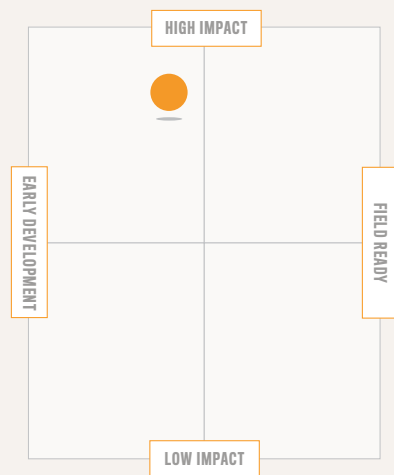 HIGH IMPACT
EARLY DEVELOPMENT
FIELD READY
LOW IMPACT